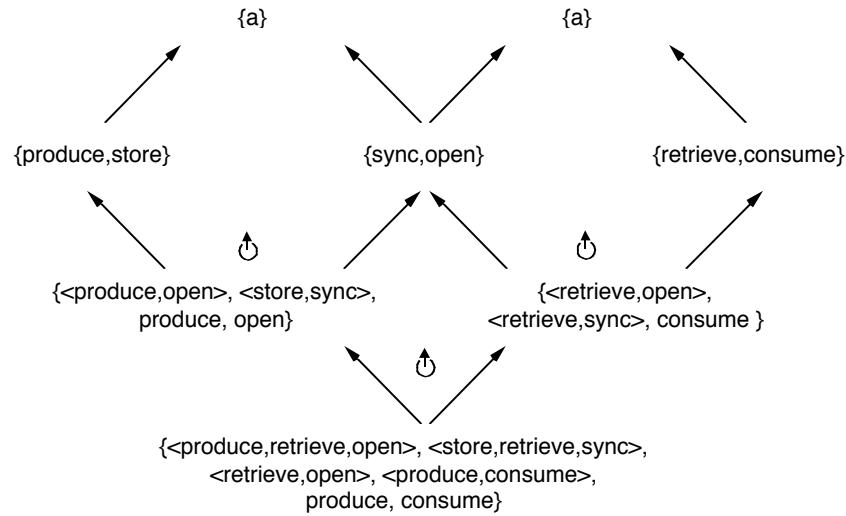 {a}
{a}
{produce,store}
{sync,open}
{retrieve,consume}
{<produce,open>, <store,sync>,
produce, open}
{<retrieve,open>,
<retrieve,sync>, consume }
{<produce,retrieve,open>, <store,retrieve,sync>,
<retrieve,open>, <produce,consume>,
produce, consume}